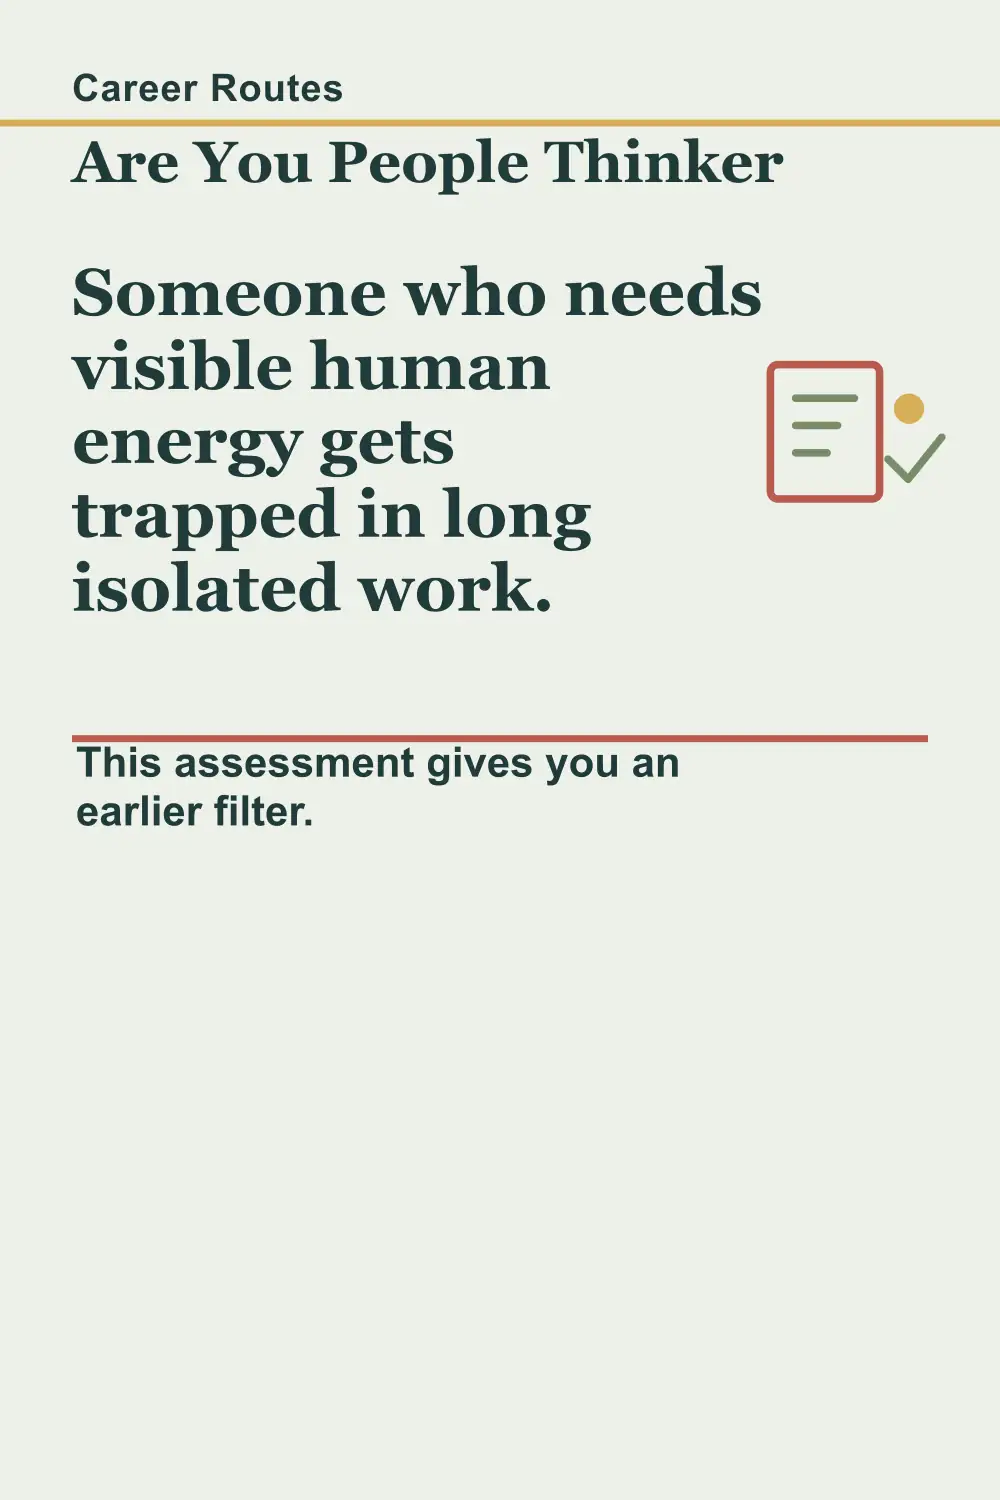 Career Routes
Are You People Thinker
Someone who needs
visible human
energy gets
trapped in long
isolated work.
This assessment gives you an
earlier filter.